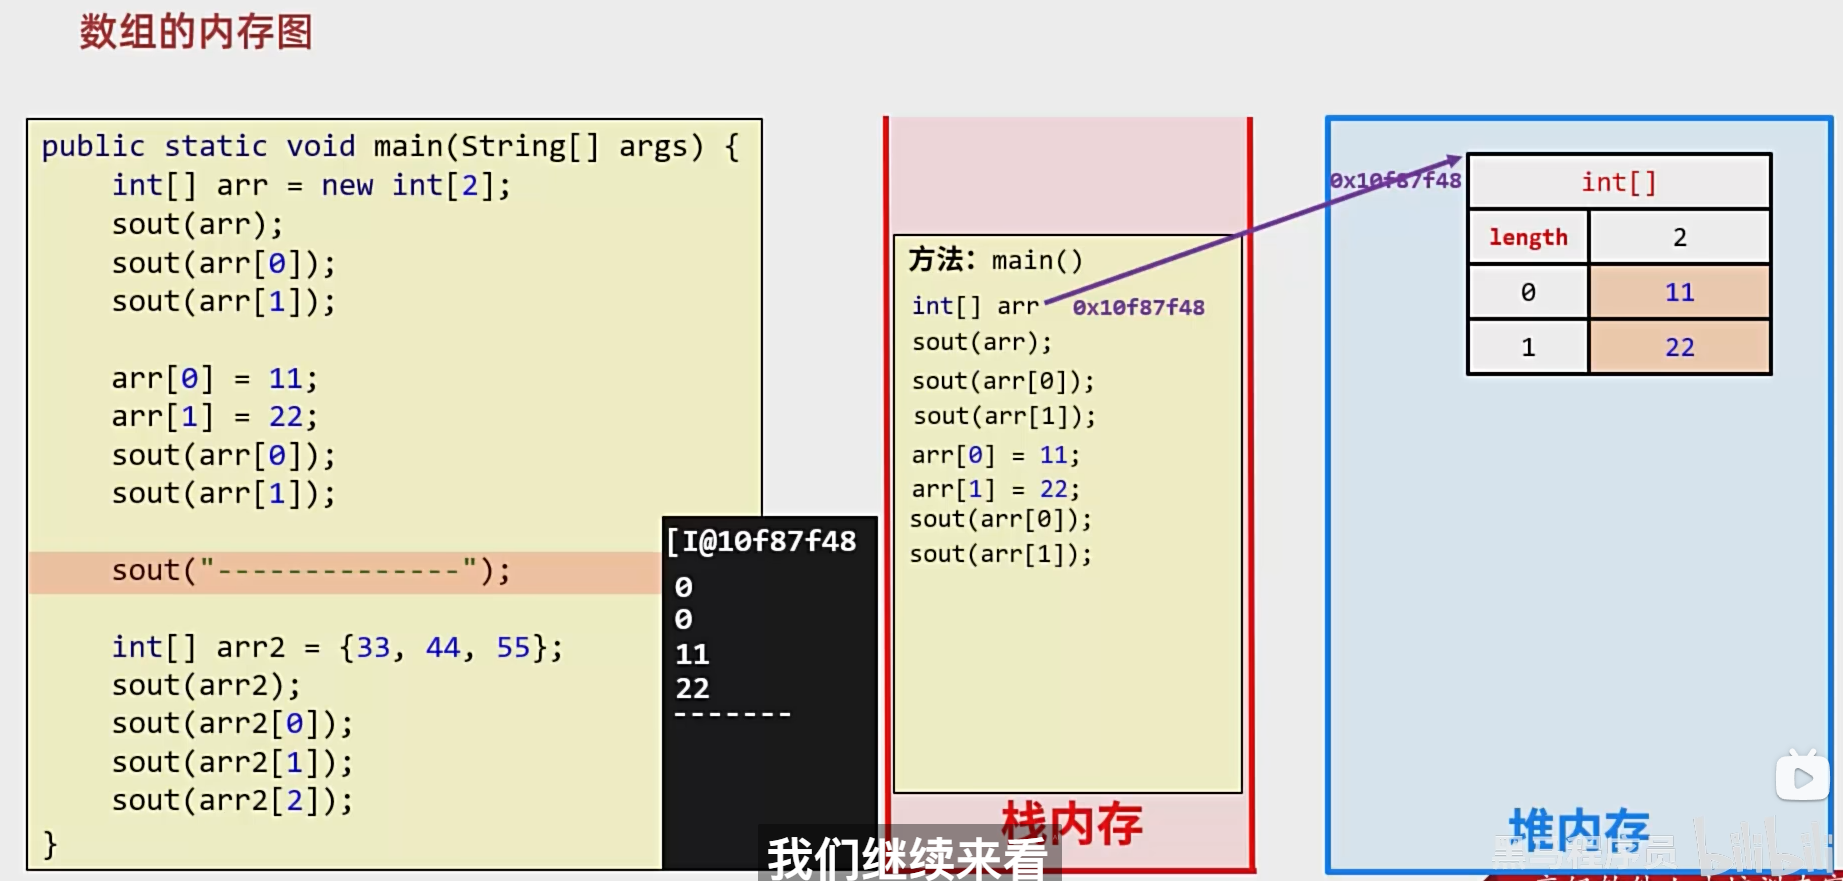 数组的内存图
public static void main(String[] args) {
int[] arr = new int[2];
sout(arr);
sout(arr[0]);
sout(arr[1]);
arr[0] = 11;
arr[1] = 22;
sout(arr[0]);
sout(arr[1]);
sout("--------------");
int[] arr2 = {33, 44, 55};
sout(arr2);
sout(arr2[0]);
sout(arr2[1]);
sout(arr2[2]);
}
[I@10f87f48
0
0
11
22
-------
方法：main()
int[] arr 0x10f87f48
sout(arr);
sout(arr[0]);
sout(arr[1]);
arr[0] = 11;
arr[1] = 22;
sout(arr[0]);
sout(arr[1]);
栈内存
0x10f87f48
int[]
length 2
0 11
1 22
堆内存
黑马程序员 bilibili
我们继续来看